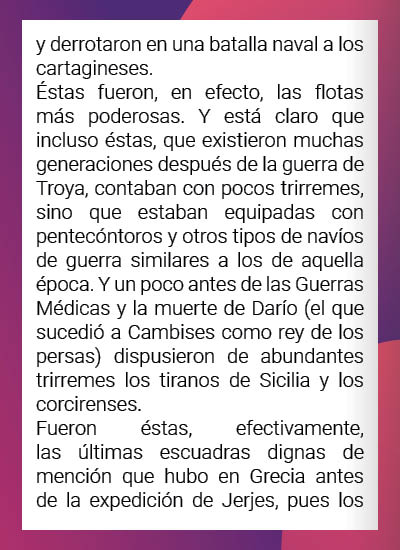 y derrotaron en una batalla naval a los
cartagineses.
Éstas fueron, en efecto, las flotas
más poderosas. Y está claro que
incluso éstas, que existieron muchas
generaciones después de la guerra de
Troya, contaban con pocos trirremes,
sino que estaban equipadas con
pentecóntoros y otros tipos de navíos
de guerra similares a los de aquella
época. Y un poco antes de las Guerras
Médicas y la muerte de Darío (el que
sucedió a Cambises como rey de los
persas) dispusieron de abundantes
trirremes los tiranos de Sicilia y los
corcirenses.
Fueron éstas, efectivamente,
las últimas escuadras dignas de
mención que hubo en Grecia antes
de la expedición de Jerjes, pues los